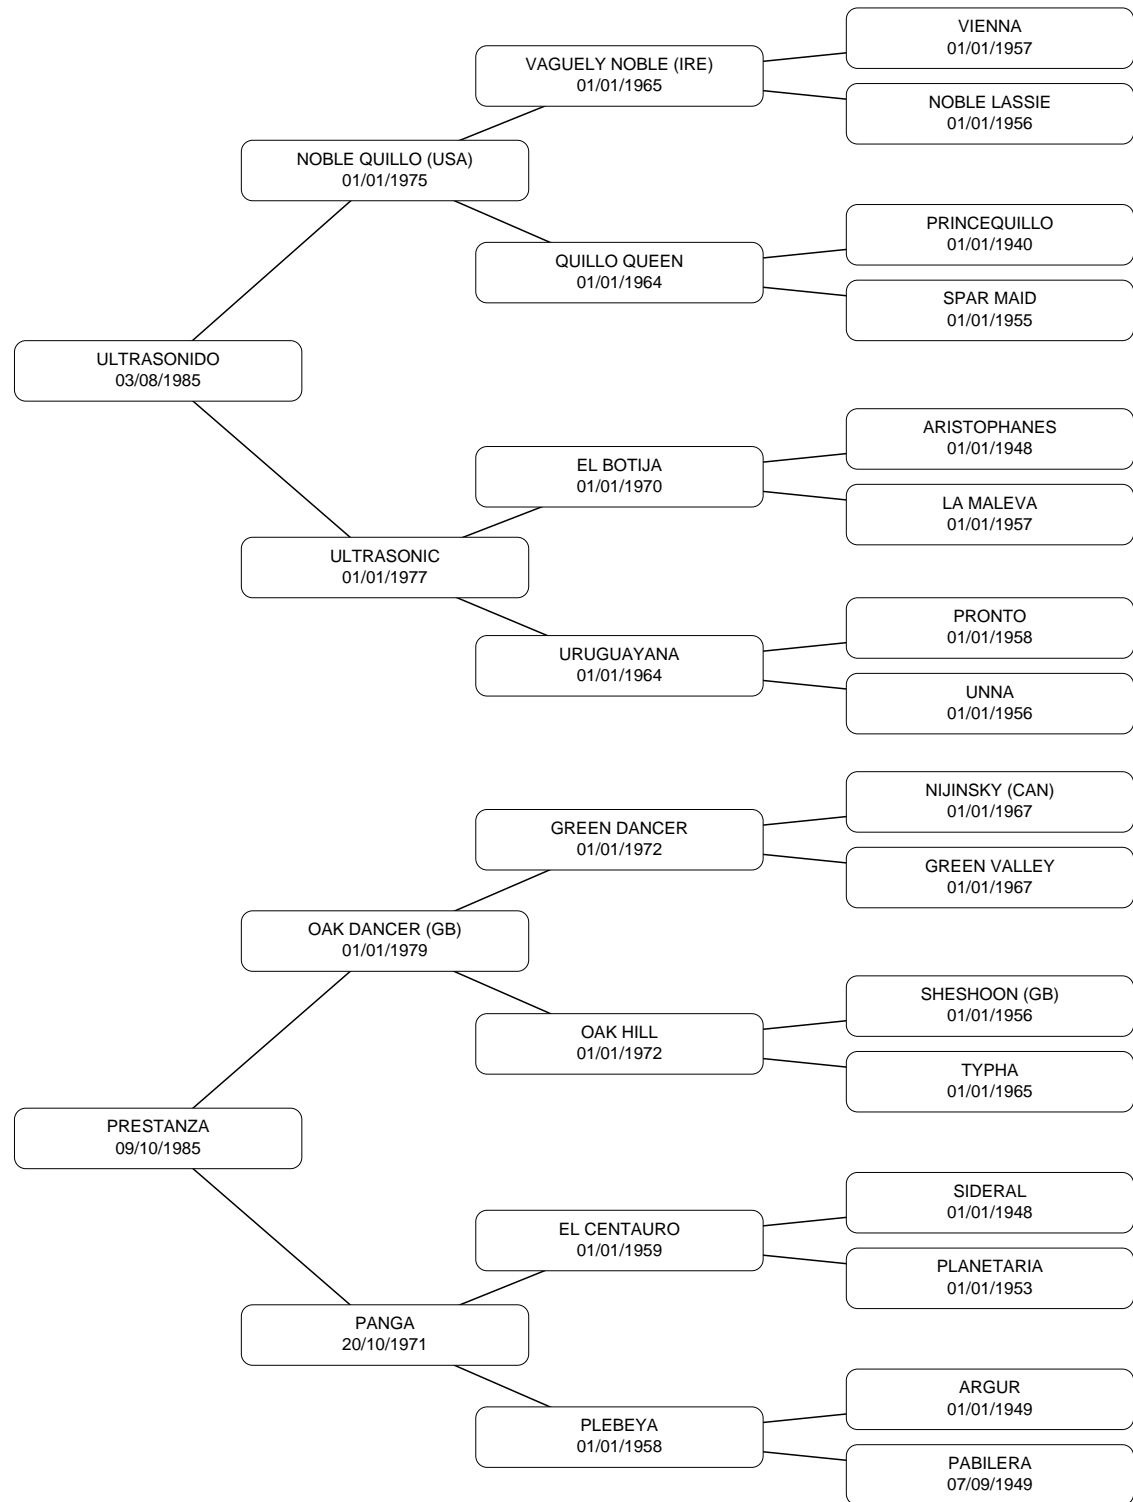 VIENNA
01/01/1957
VAGUELY NOBLE (IRE)
01/01/1965
NOBLE LASSIE
01/01/1956
NOBLE QUILLO (USA)
01/01/1975
PRINCEQUILLO
01/01/1940
QUILLO QUEEN
01/01/1964
SPAR MAID
01/01/1955
ULTRASONIDO
03/08/1985
ARISTOPHANES
01/01/1948
EL BOTIJA
01/01/1970
LA MALEVA
01/01/1957
ULTRASONIC
01/01/1977
PRONTO
01/01/1958
URUGUAYANA
01/01/1964
UNNA
01/01/1956
NIJINSKY (CAN)
01/01/1967
GREEN DANCER
01/01/1972
GREEN VALLEY
01/01/1967
OAK DANCER (GB)
01/01/1979
SHESHOON (GB)
01/01/1956
OAK HILL
01/01/1972
TYPHA
01/01/1965
PRESTANZA
09/10/1985
SIDERAL
01/01/1948
EL CENTAURO
01/01/1959
PLANETARIA
01/01/1953
PANGA
20/10/1971
ARGUR
01/01/1949
PLEBEYA
01/01/1958
PABILERA
07/09/1949